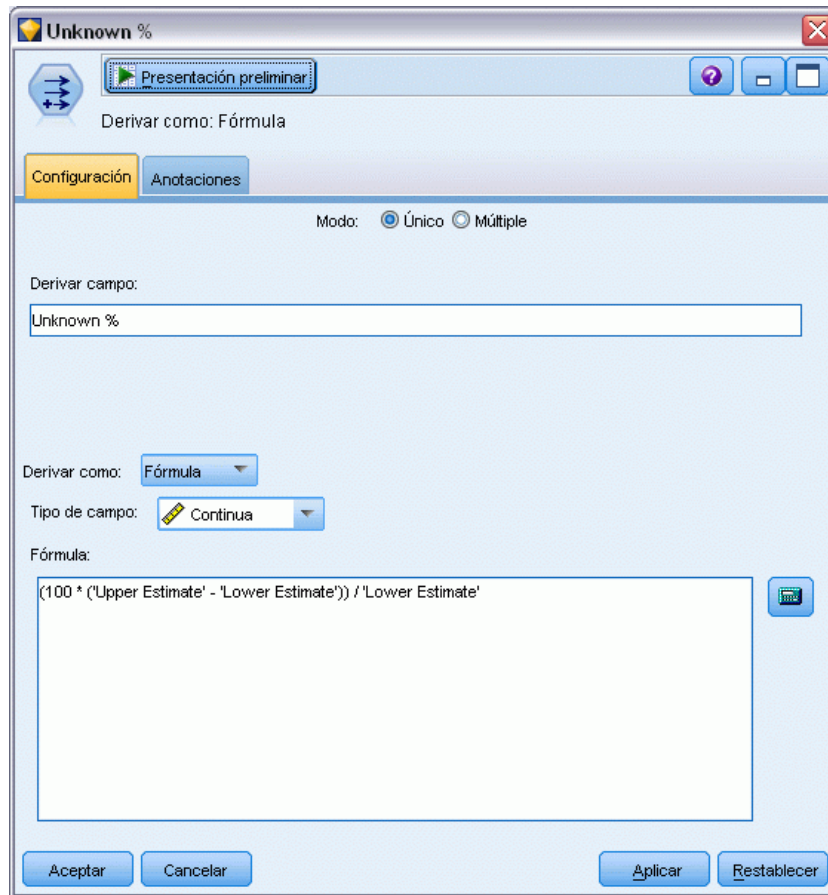 Unknown %
Presentación preliminar
Derivar como: Fórmula
Configuración Anotaciones
Modo: Único Múltiple
Derivar campo:
Unknown %
Derivar como: Fórmula
Tipo de campo: Continua
Fórmula:
(100 * ('Upper Estimate' - 'Lower Estimate')) / 'Lower Estimate'
Aceptar Cancelar Aplicar Restablecer